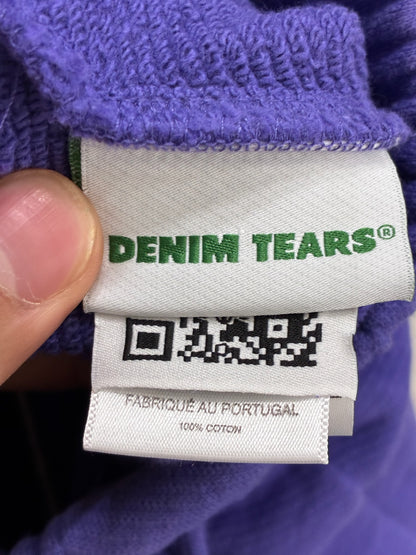 DENIM TEARS®
FABRIQUÉ AU PORTUGAL
100% COTON